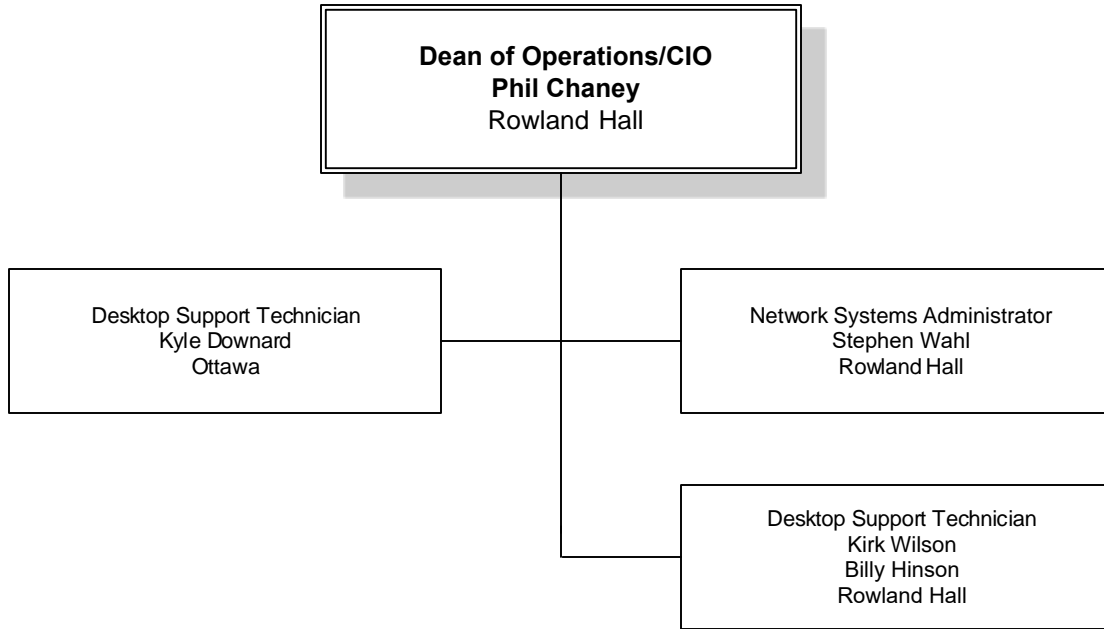 Dean of Operations/CIO
Phil Chaney
Rowland Hall
Desktop Support Technician
Kyle Downard
Ottawa
Network Systems Administrator
Stephen Wahl
Rowland Hall
Desktop Support Technician
Kirk Wilson
Billy Hinson
Rowland Hall